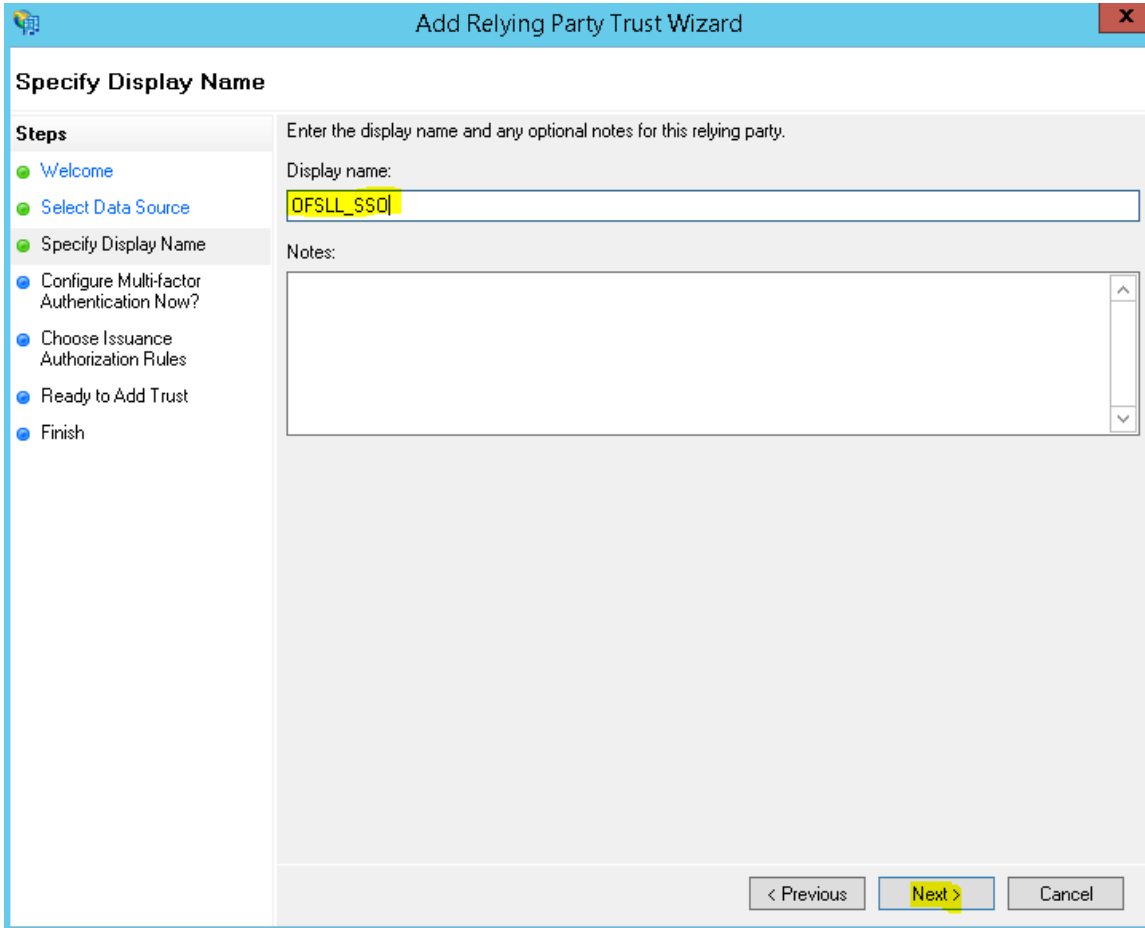 Add Relying Party Trust Wizard
x
Specify Display Name
Steps
Welcome
Select Data Source
Specify Display Name
Configure Multi-factor
Authentication Now?
Choose Issuance
Authorization Rules
Ready to Add Trust
Finish
Enter the display name and any optional notes for this relying party.
Display name:
OFSLL_SSO
Notes:
< Previous
Next >
Cancel